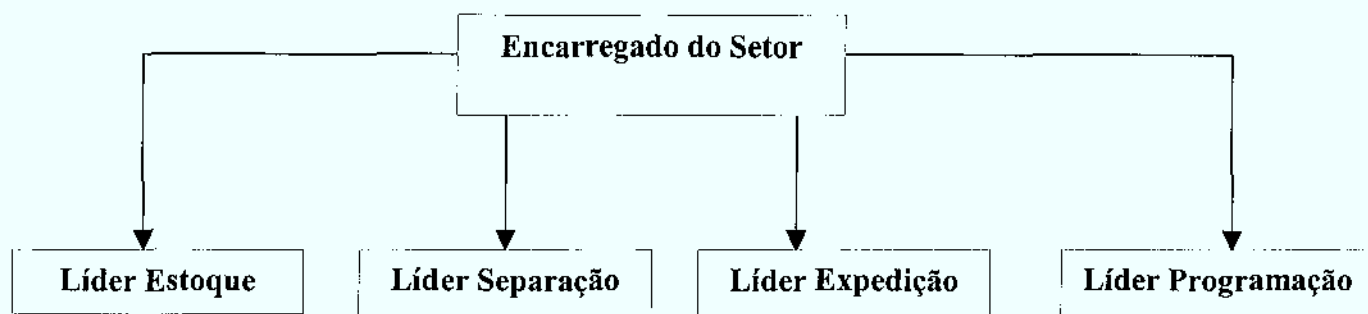 Encarregado do Setor
Líder Estoque
Líder Separação
Líder Expedição
Líder Programação